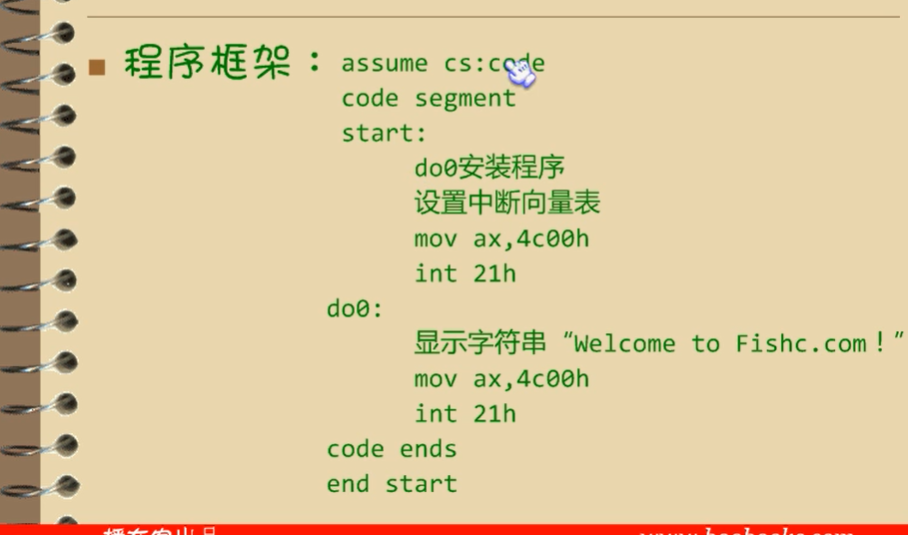 程序框架： assume cs:code
code segment
start:
do0安装程序
设置中断向量表
mov ax,4c00h
int 21h
do0:
显示字符串“Welcome to Fishc.com！”
mov ax,4c00h
int 21h
code ends
end start